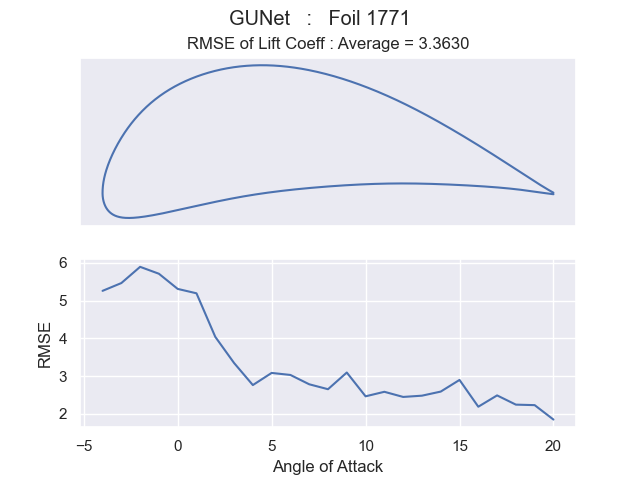 GUNet   :   Foil 1771
RMSE of Lift Coeff : Average = 3.3630
6
5
4
3
2
RMSE
−5 0 5 10 15 20
Angle of Attack